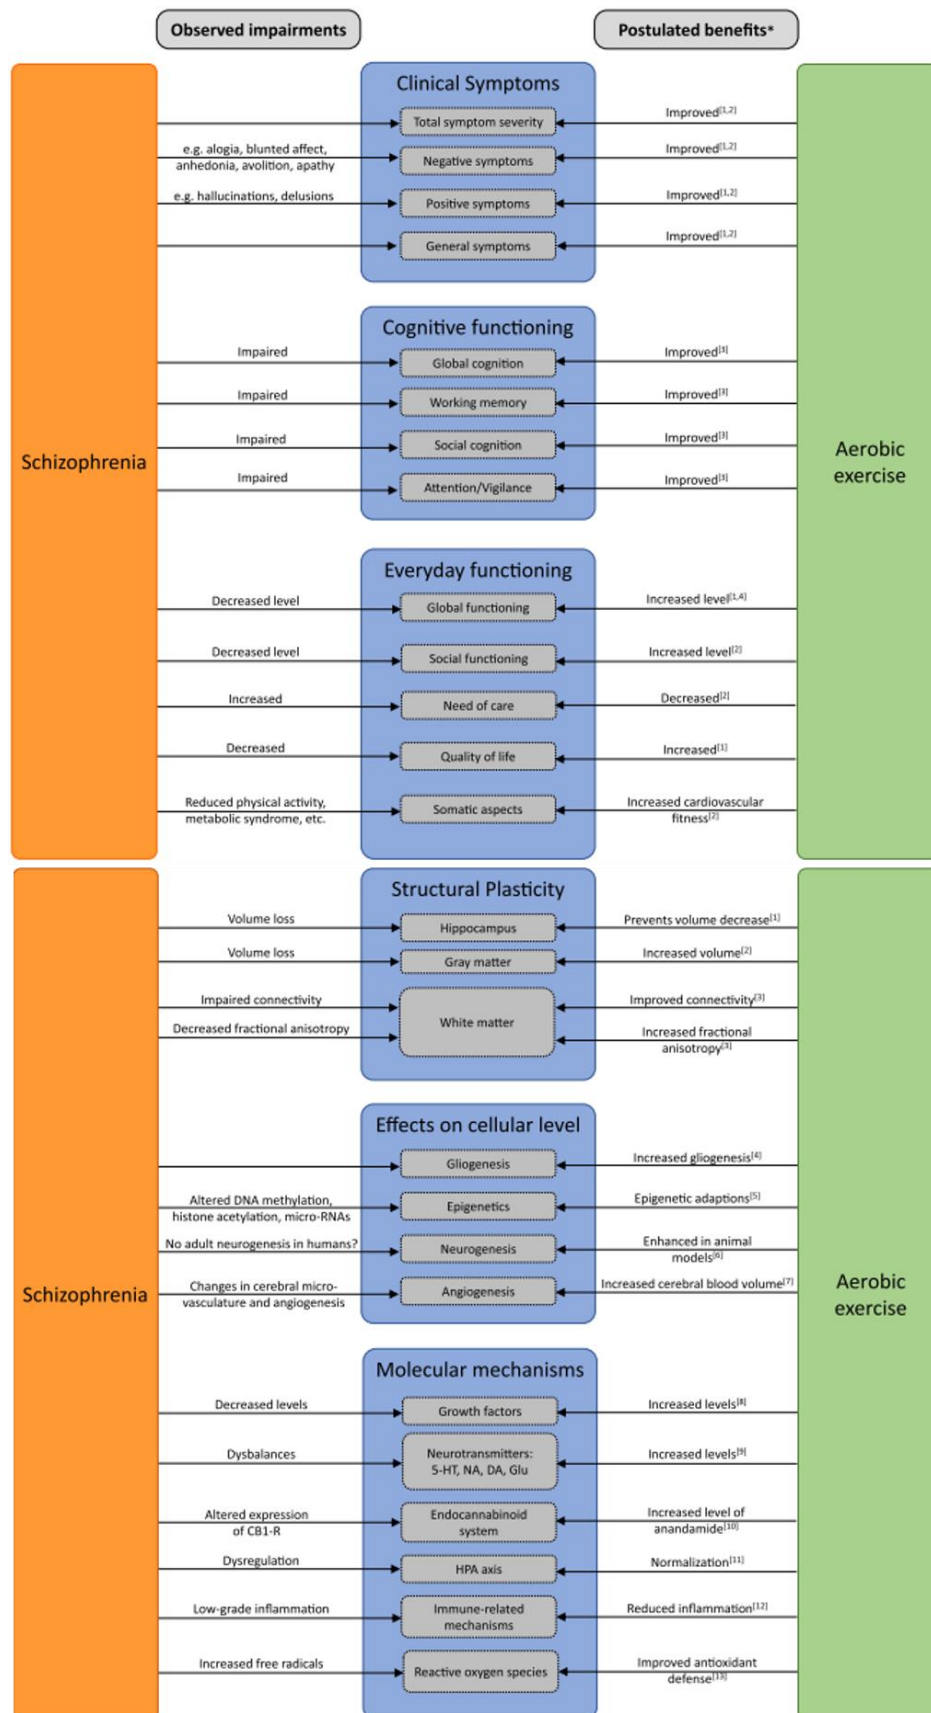 Observed impairments
Postulated benefits*
Schizophrenia
Aerobic
exercise
Clinical Symptoms
Total symptom severity
Improved[1,2]
e.g. alogia, blunted affect,
anhedonia, avolition, apathy
Negative symptoms
Improved[1,2]
e.g. hallucinations, delusions
Positive symptoms
Improved[1,2]
General symptoms
Improved[1,2]
Cognitive functioning
Impaired
Global cognition
Improved[3]
Impaired
Working memory
Improved[3]
Impaired
Social cognition
Improved[3]
Impaired
Attention/Vigilance
Improved[3]
Everyday functioning
Decreased level
Global functioning
Increased level[1,4]
Decreased level
Social functioning
Increased level[2]
Increased
Need of care
Decreased[2]
Decreased
Quality of life
Increased[1]
Reduced physical activity,
metabolic syndrome, etc.
Somatic aspects
Increased cardiovascular
fitness[2]
Schizophrenia
Aerobic
exercise
Structural Plasticity
Volume loss
Hippocampus
Prevents volume decrease[1]
Volume loss
Gray matter
Increased volume[2]
Impaired connectivity
Decreased fractional anisotropy
White matter
Improved connectivity[3]
Increased fractional
anisotropy[3]
Effects on cellular level
Gliogenesis
Increased gliogenesis[4]
Altered DNA methylation,
histone acetylation, micro-RNAs
Epigenetics
Epigenetic adaptions[5]
No adult neurogenesis in humans?
Neurogenesis
Enhanced in animal
models[6]
Changes in cerebral micro-
vasculature and angiogenesis
Angiogenesis
Increased cerebral blood volume[7]
Molecular mechanisms
Decreased levels
Growth factors
Increased levels[8]
Dysbalances
Neurotransmitters:
5-HT, NA, DA, Glu
Increased levels[9]
Altered expression
of CB1-R
Endocannabinoid
system
Increased level of
anandamide[10]
Dysregulation
HPA axis
Normalization[11]
Low-grade inflammation
Immune-related
mechanisms
Reduced inflammation[12]
Increased free radicals
Reactive oxygen species
Improved antioxidant
defense[13]